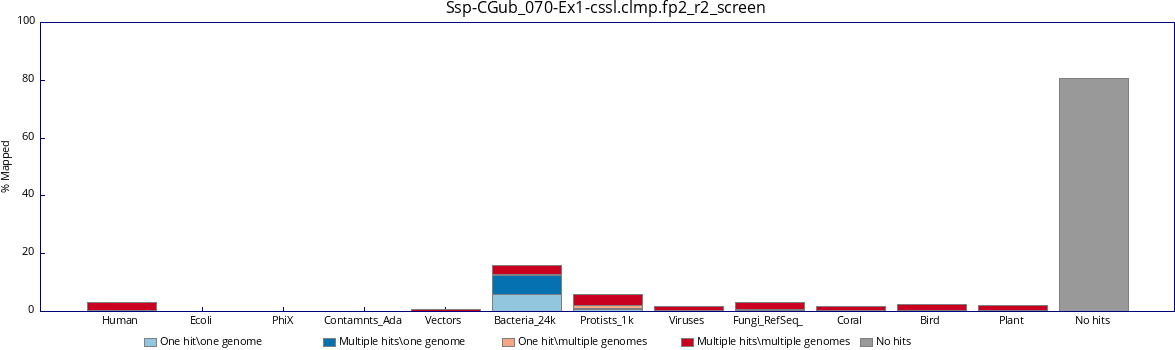 Ssp-CGub_070-Ex1-cssl.clmp.fp2_r2_screen
100
80
60
40
20
0
% Mapped
Human Ecoli PhiX Contamnts_Ada Vectors Bacteria_24k Protists_1k Viruses Fungi_RefSeq_ Coral Bird Plant No hits
One hit\one genome Multiple hits\one genome One hit\multiple genomes Multiple hits\multiple genomes No hits